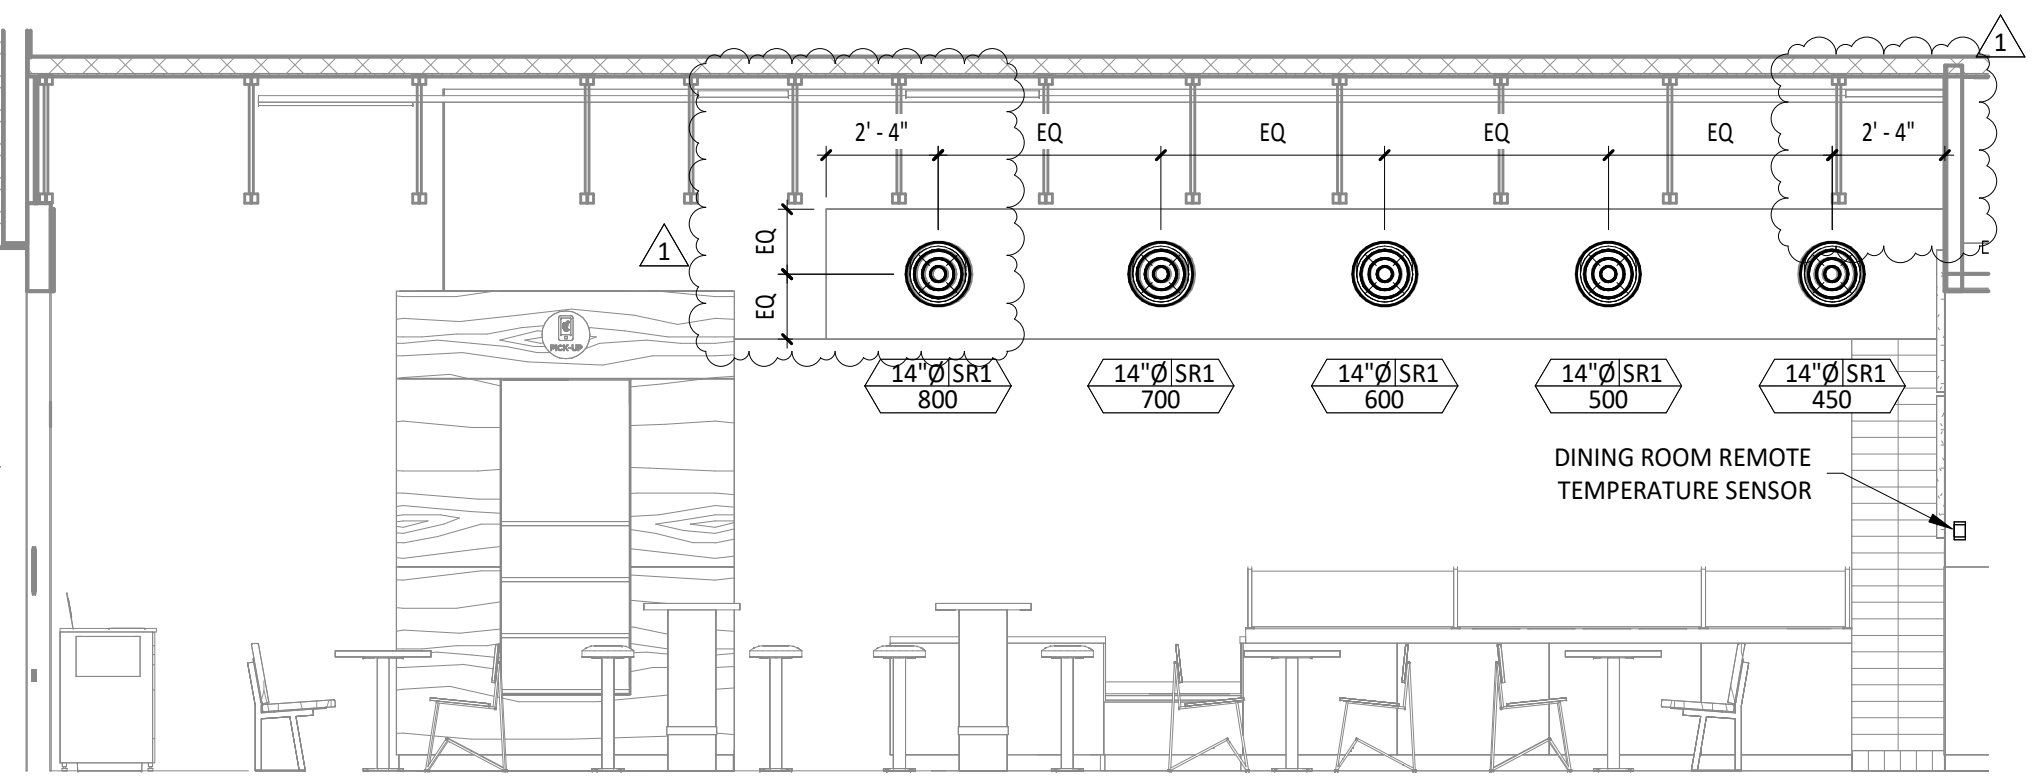 1
2' - 4"
EQ
EQ
EQ
EQ
2' - 4"
1
EQ
EQ
E
PICK-UP
14"Ø SR1
800
14"Ø SR1
700
14"Ø SR1
600
14"Ø SR1
500
14"Ø SR1
450
DINING ROOM REMOTE
TEMPERATURE SENSOR